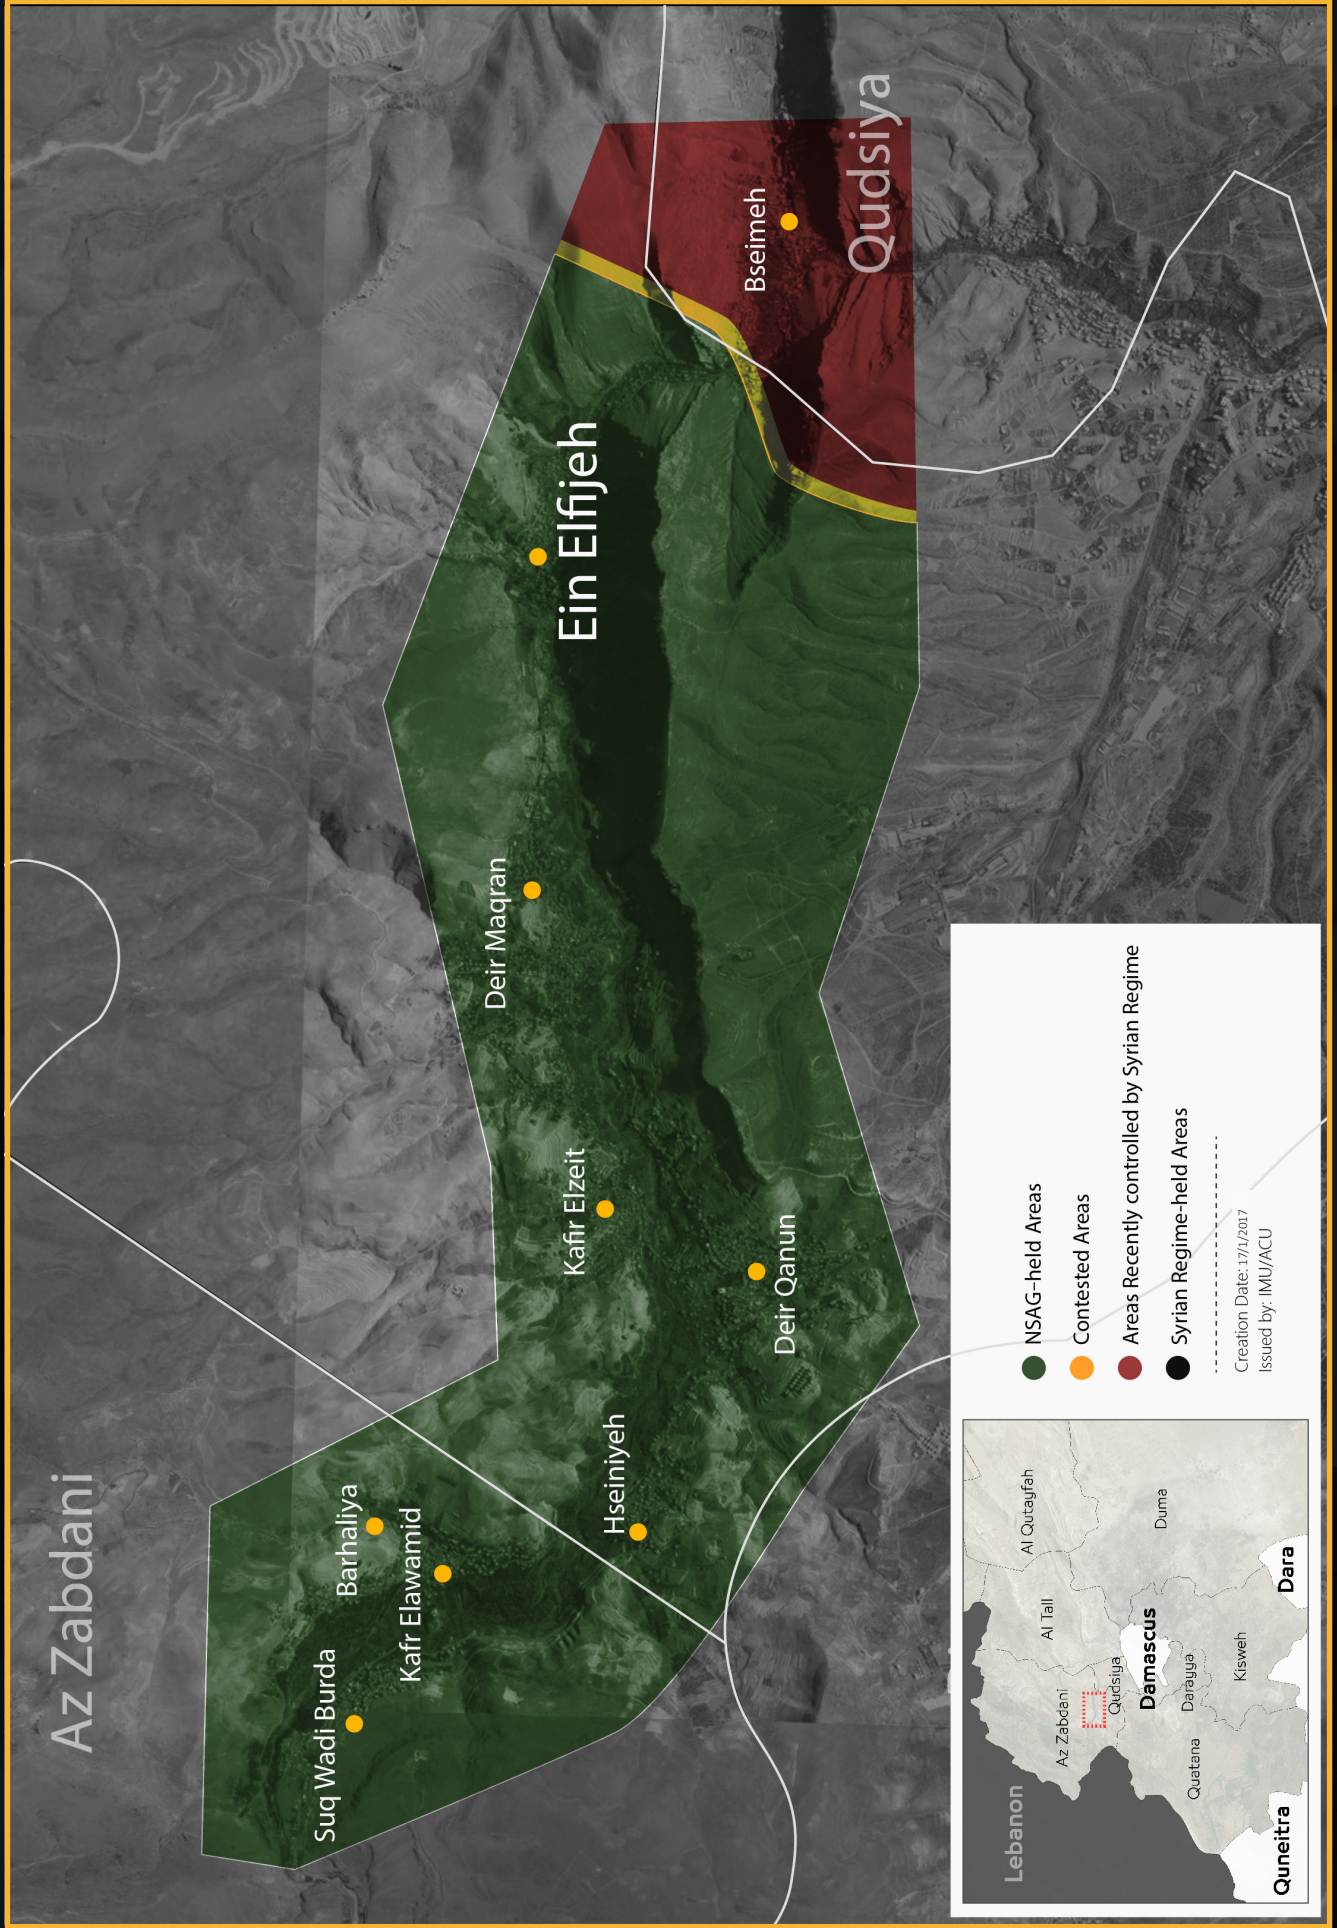 Az Zabdani
Suq Wadi Burda
Barhaliya
Kafr Elawamid
Hseiniyeh
Kafir Elzeit
Deir Qanun
Deir Maqran
Ein Elfijeh
Bseimeh
Qudsiya
Lebanon
Az Zabdani
Al Tall
Al Qutayfah
Qudsiya
Damascus
Duma
Darayya
Quatana
Kisweh
Quneitra
Dara
NSAG-held Areas
Contested Areas
Areas Recently controlled by Syrian Regime
Syrian Regime-held Areas
Creation Date: 17/1/2017
Issued by: IMU/ACU